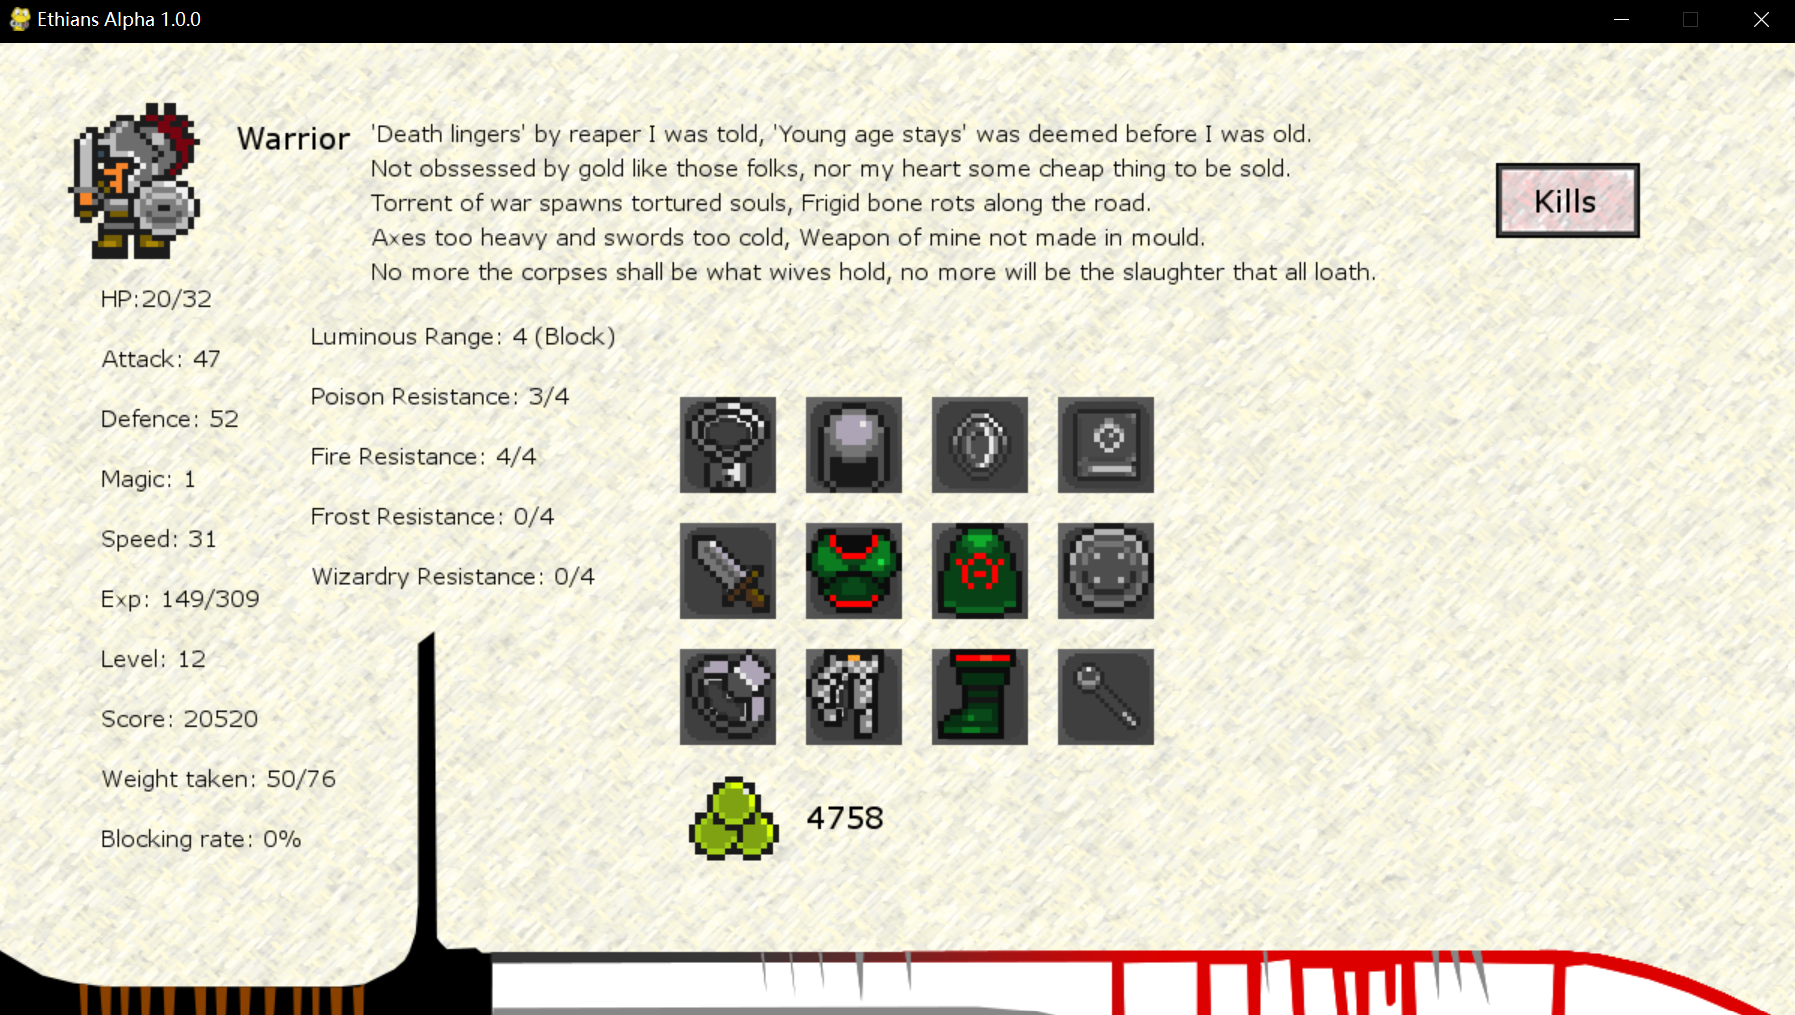 Ethians Alpha 1.0.0
Warrior
'Death lingers' by reaper I was told, 'Young age stays' was deemed before I was old.
Not obssessed by gold like those folks, nor my heart some cheap thing to be sold.
Torrent of war spawns tortured souls, Frigid bone rots along the road.
Axes too heavy and swords too cold, Weapon of mine not made in mould.
No more the corpses shall be what wives hold, no more will be the slaughter that all loath.
Kills
HP:20/32
Attack: 47
Defence: 52
Magic: 1
Speed: 31
Exp: 149/309
Level: 12
Score: 20520
Weight taken: 50/76
Blocking rate: 0%
Luminous Range: 4 (Block)
Poison Resistance: 3/4
Fire Resistance: 4/4
Frost Resistance: 0/4
Wizardry Resistance: 0/4
4758